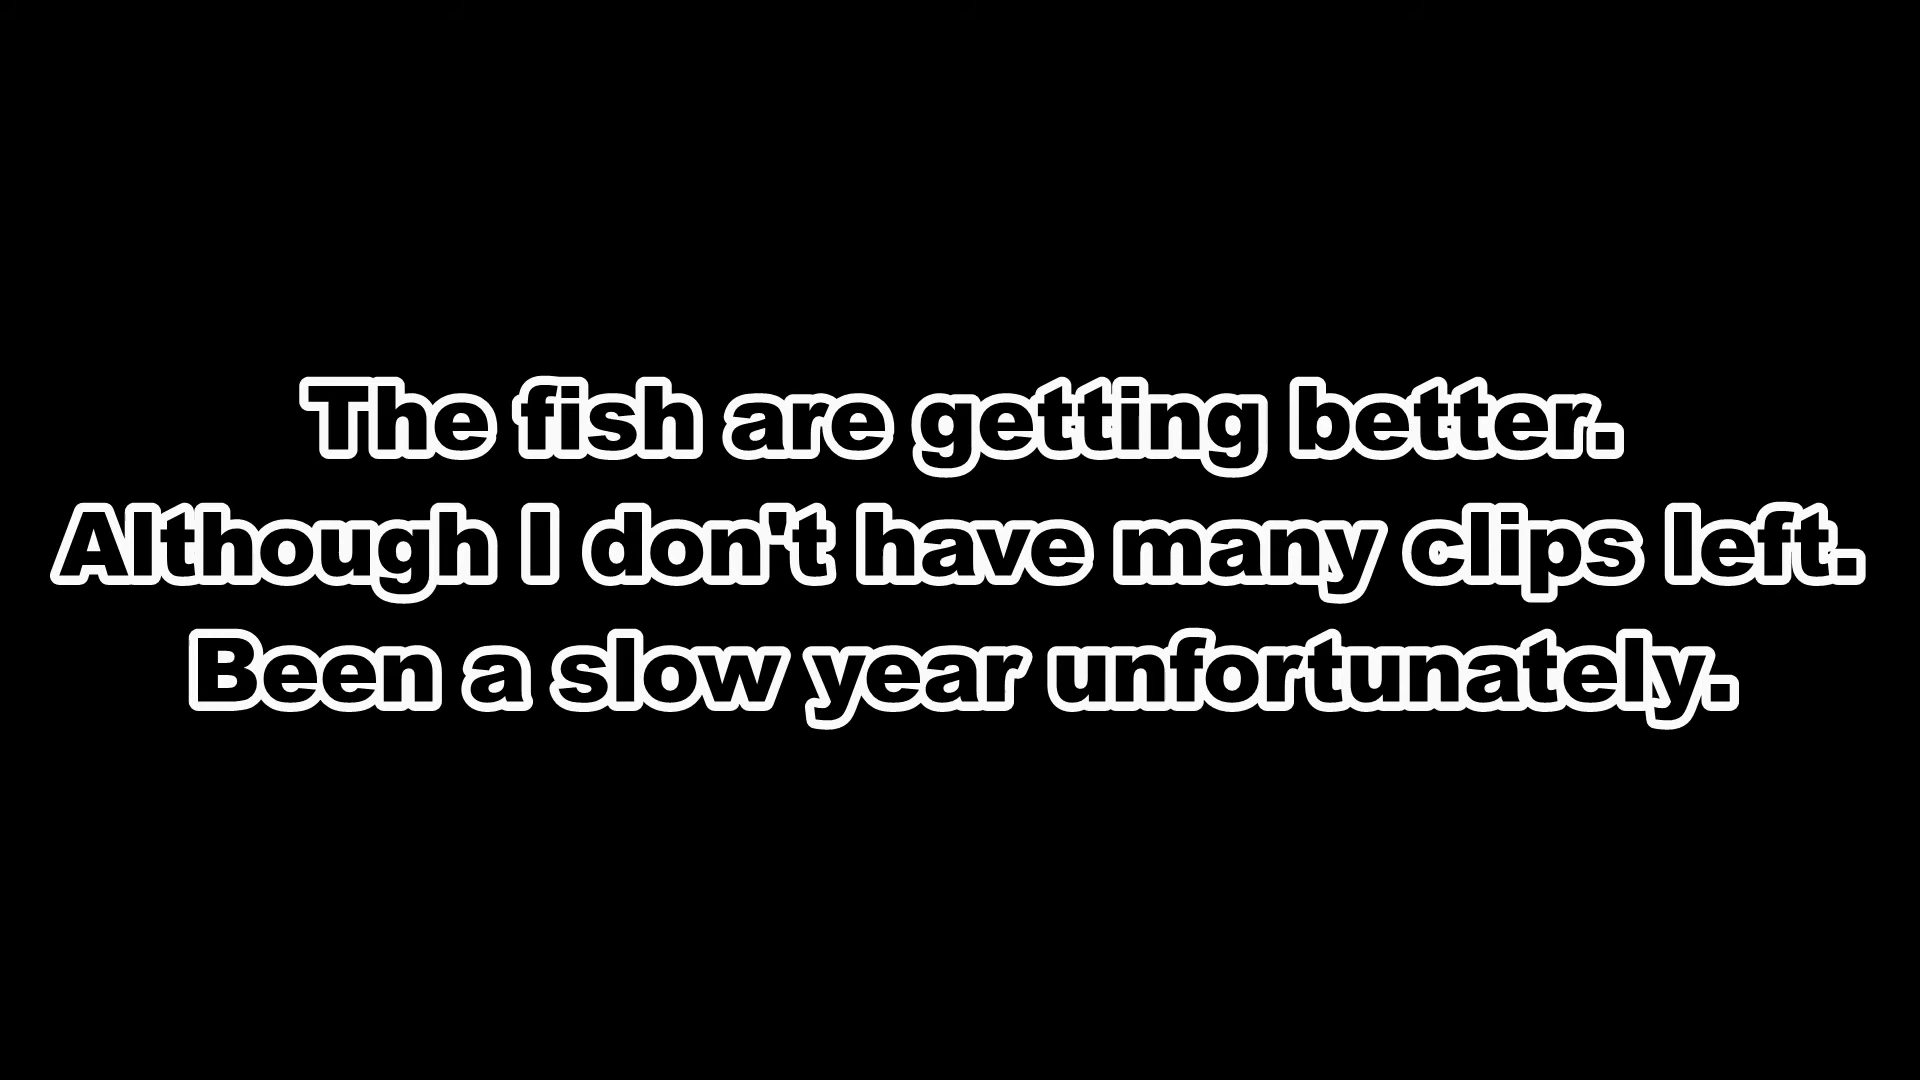 The fish are getting better.
Although I don't have many clips left.
Been a slow year unfortunately.